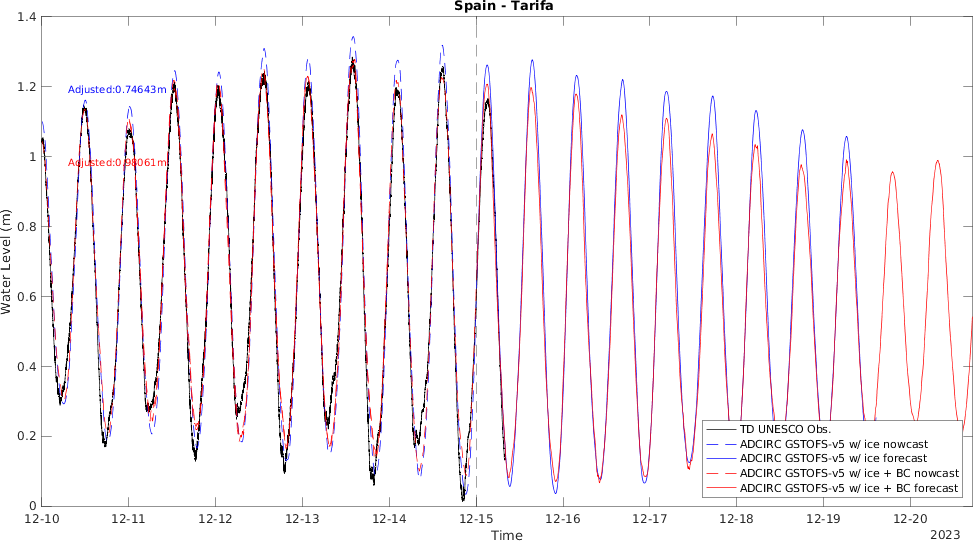 Spain - Tarifa
1.4
1.2
1
0.8
0.6
0.4
0.2
0
Water Level (m)
Adjusted:0.74643m
Adjusted:0.98061m
12-10
12-11
12-12
12-13
12-14
12-15
12-16
12-17
12-18
12-19
12-20
Time
2023
TD UNESCO Obs.
ADCIRC GSTOFS-v5 w/ ice nowcast
ADCIRC GSTOFS-v5 w/ ice forecast
ADCIRC GSTOFS-v5 w/ ice + BC nowcast
ADCIRC GSTOFS-v5 w/ ice + BC forecast